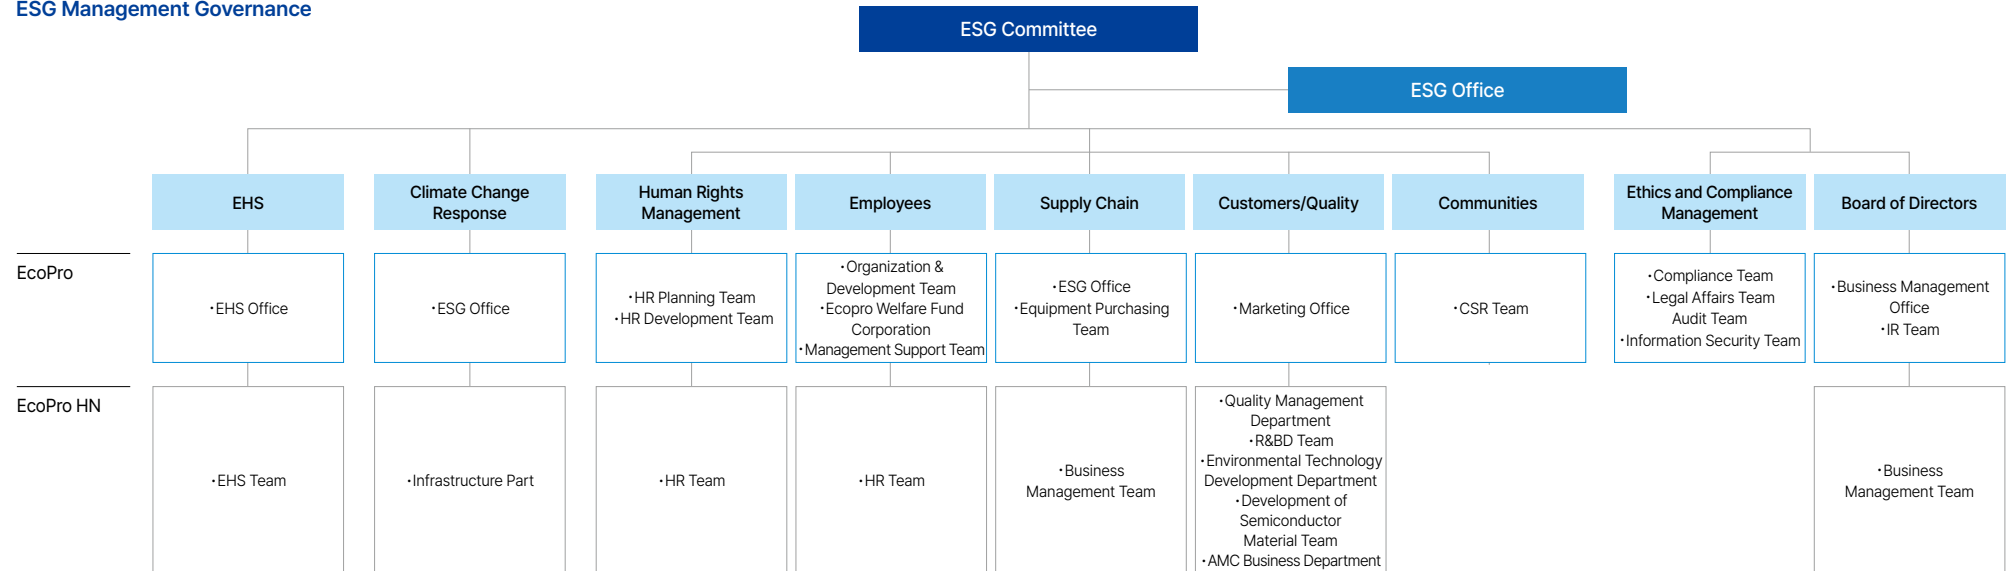 ESG Management Governance
ESG Committee
ESG Office
EHS
Climate Change
Response
Human Rights
Management
Employees
Supply Chain
Customers/Quality
Communities
Ethics and Compliance
Management
Board of Directors
EcoPro
·EHS Office
·ESG Office
·HR Planning Team
·HR Development Team
·Organization &
Development Team
·Ecopro Welfare Fund
Corporation
·Management Support Team
·ESG Office
·Equipment Purchasing
Team
·Marketing Office
·CSR Team
·Compliance Team
·Legal Affairs Team
Audit Team
·Information Security Team
·Business Management
Office
·IR Team
EcoPro HN
·EHS Team
·Infrastructure Part
·HR Team
·HR Team
·Business
Management Team
·Quality Management
Department
·R&BD Team
·Environmental Technology
Development Department
·Development of
Semiconductor
Material Team
·AMC Business Department
·Business
Management Team